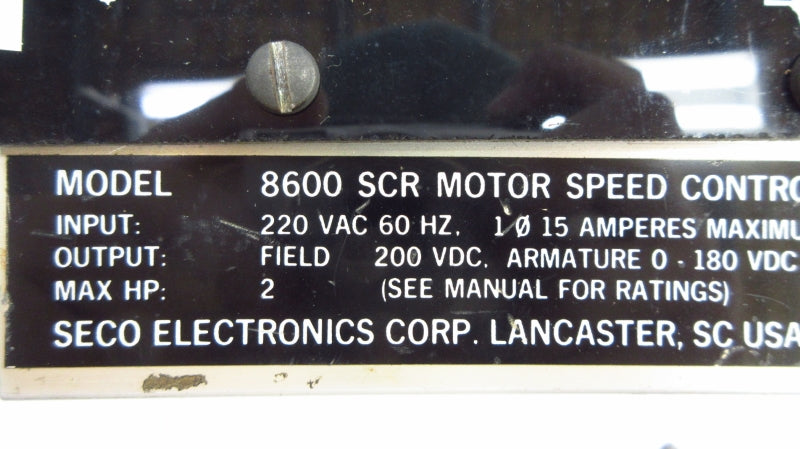 MODEL 8600 SCR MOTOR SPEED CONTRO
INPUT: 220 VAC 60 HZ, 1 Ø 15 AMPERES MAXIMU
OUTPUT: FIELD 200 VDC, ARMATURE 0 - 180 VDC
MAX HP: 2 (SEE MANUAL FOR RATINGS)
SECO ELECTRONICS CORP. LANCASTER, SC USA